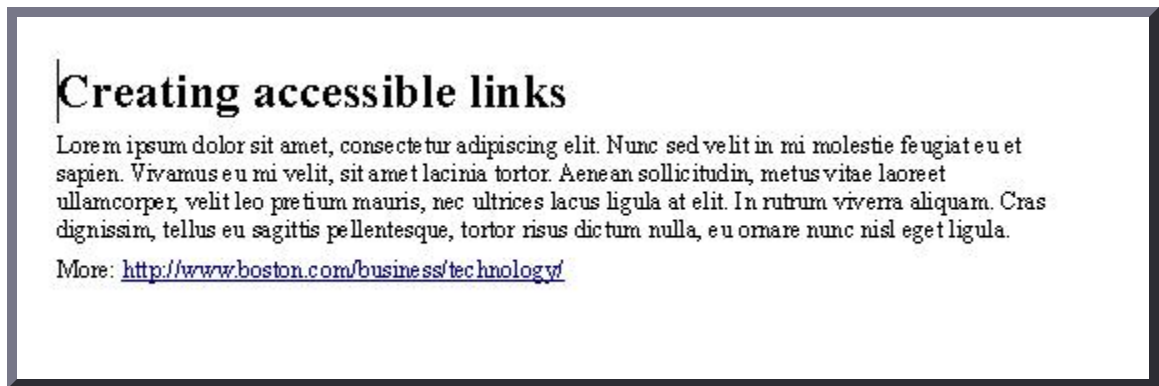 Creating accessible links
Lorem ipsum dolor sit amet, consectetur adipiscing elit. Nunc sed velit in mi molestie feugiat eu et
sapien. Vivamus eu mi velit, sit amet lacinia tortor. Aenean sollicitudin, metus vitae laoreet
ullamcorper, velit leo pretium mauris, nec ultrices lacus ligula at elit. In rutrum viverra aliquam. Cras
dignissim, tellus eu sagittis pellentesque, tortor risus dictum nulla, eu ornare nunc nisl eget ligula.
More: http://www.boston.com/business/technology/